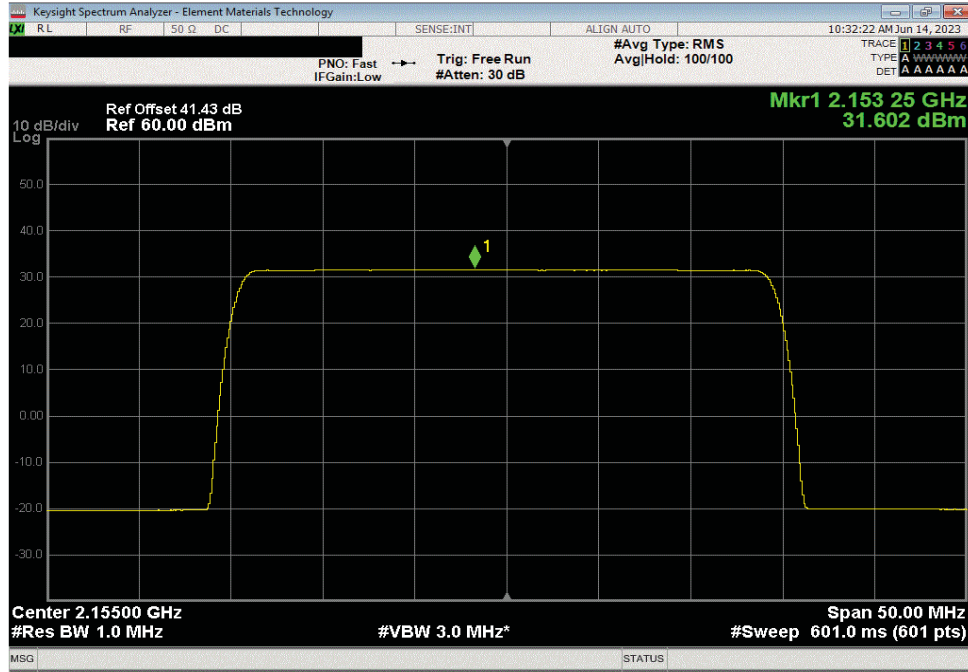 Keysight Spectrum Analyzer - Element Materials Technology
LXI RL RF 50 Ω DC SENSE:INT ALIGN AUTO 10:32:22 AM Jun 14, 2023
PNO: Fast Trig: Free Run #Avg Type: RMS TRACE 1 2 3 4 5 6
IFGain:Low #Atten: 30 dB Avg|Hold: 100/100 TYPE A WWWWW
DET A A A A A A
Ref Offset 41.43 dB Mkr1 2.153 25 GHz
10 dB/div Ref 60.00 dBm 31.602 dBm
Log
50.0
40.0
1
30.0
20.0
10.0
0.00
-10.0
-20.0
-30.0
Center 2.15500 GHz Span 50.00 MHz
#Res BW 1.0 MHz #VBW 3.0 MHz* #Sweep 601.0 ms (601 pts)
MSG STATUS